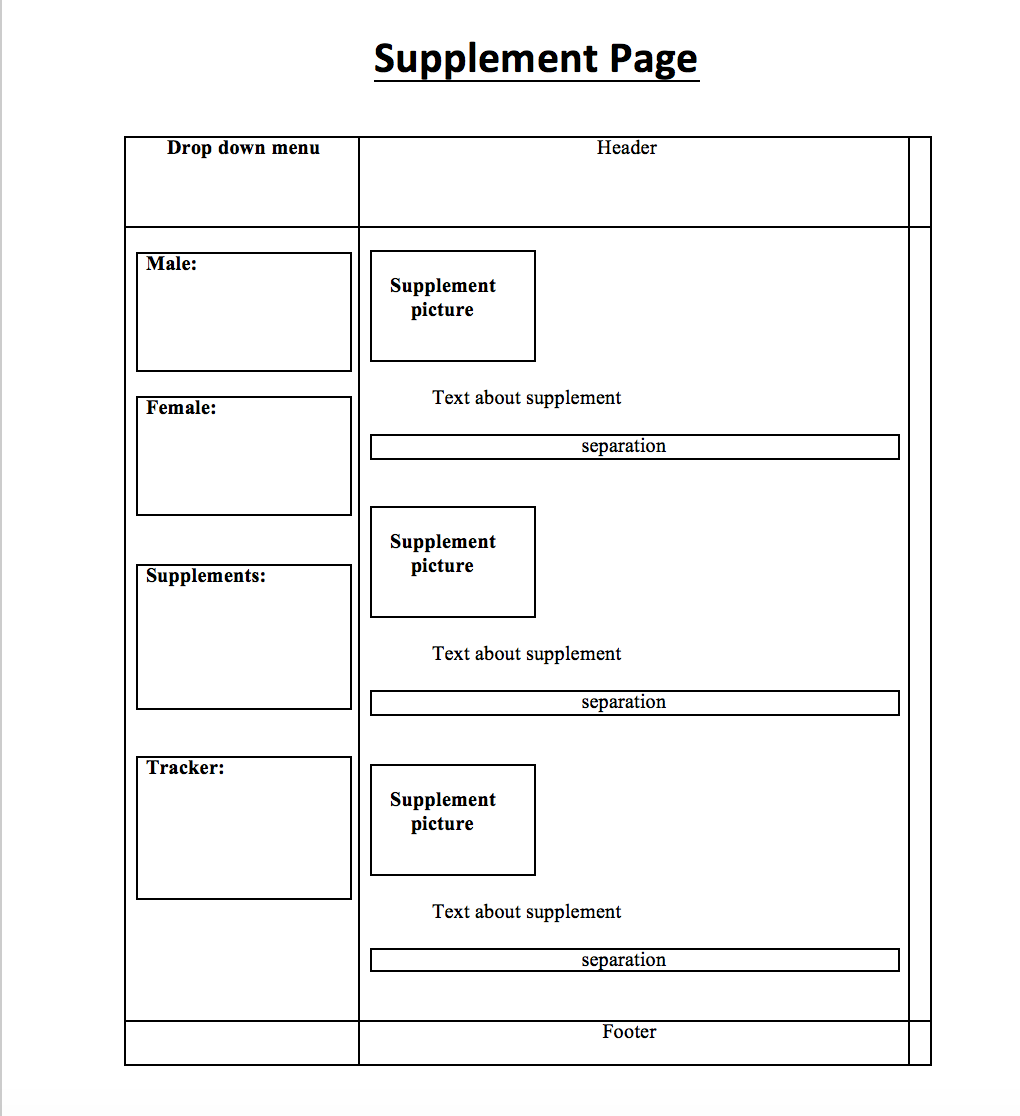 Supplement Page
Drop down menu
Header
Male:
Female:
Supplements:
Tracker:
Supplement
picture
Text about supplement
separation
Supplement
picture
Text about supplement
separation
Supplement
picture
Text about supplement
separation
Footer